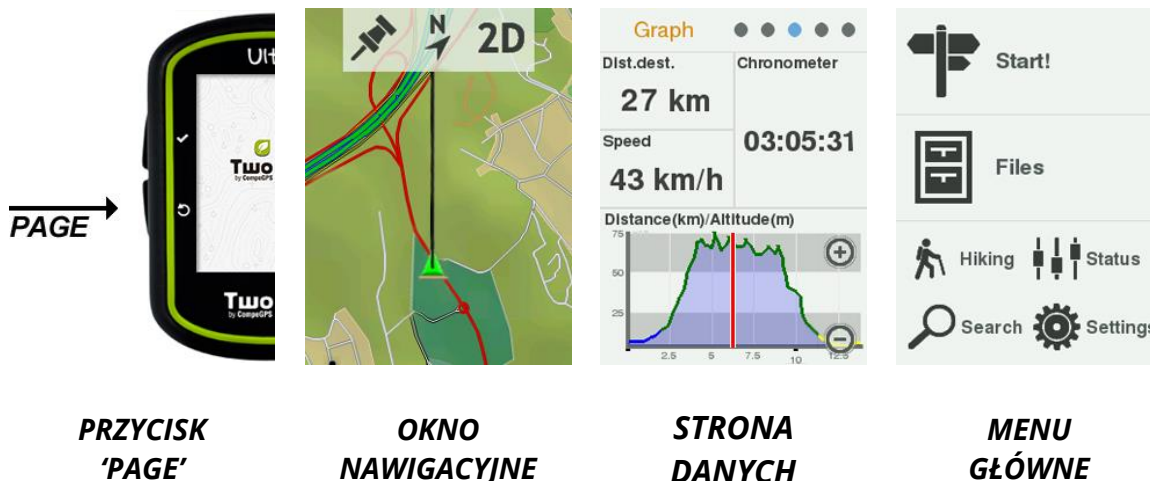 PAGE
Ult
Two
by CompeGPS
Two
by CompeGPS
PRZYCISK
‘PAGE’
N
2D
OKNO
NAWIGACYJNE
Graph
Dist.dest.
27 km
Chronometer
03:05:31
Speed
43 km/h
Distance(km)/Altitude(m)
75
50
25
2.5 5 7.5 10 12.5
STRONA
DANYCH
Start!
Files
Hiking
Status
Search
Settings
MENU
GŁÓWNE